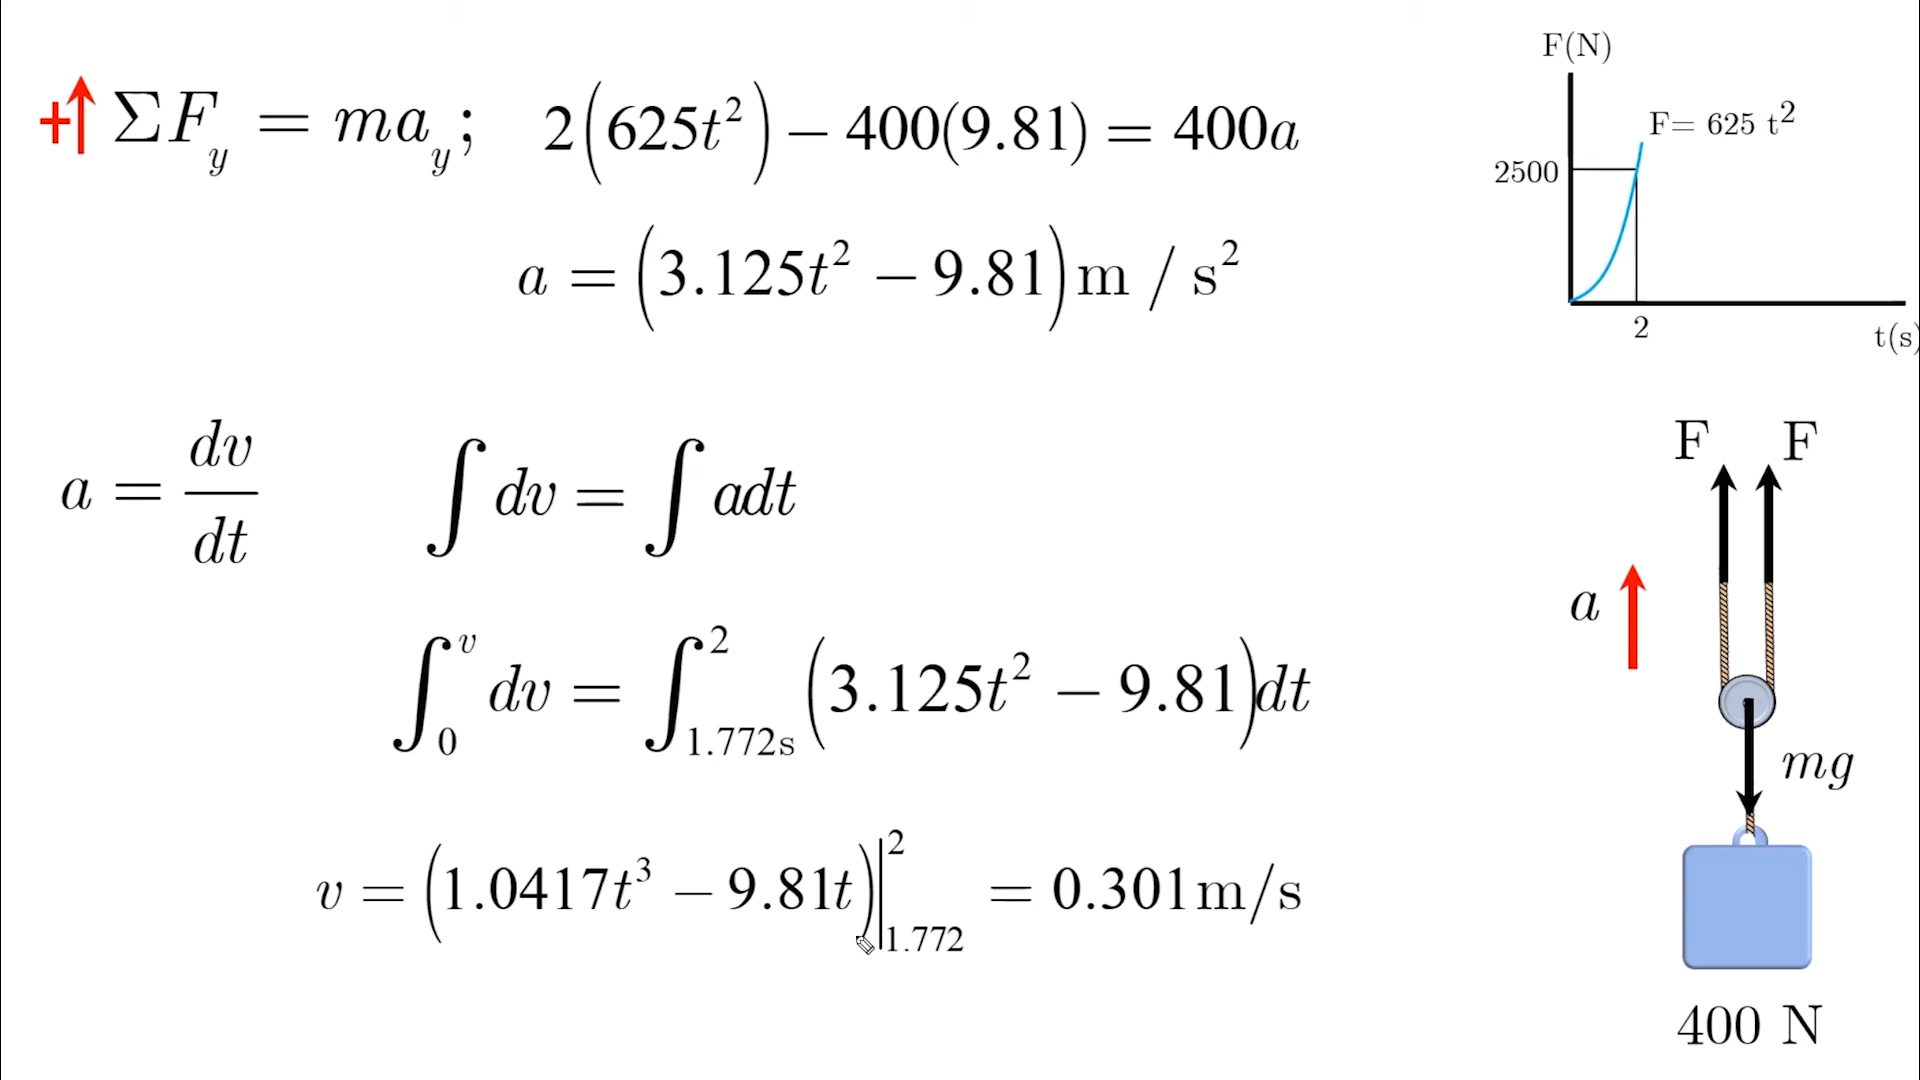 +↑ ΣF_y = ma_y; 2(625t²) − 400(9.81) = 400a
a = (3.125t² − 9.81) m / s²
a = dv/dt ∫dv = ∫adt
∫₀^v dv = ∫_{1.772s}^2 (3.125t² − 9.81)dt
v = (1.0417t³ − 9.81t)|_{1.772}^2 = 0.301m/s
F(N)
F= 625 t²
2500
2
t(s)
F F
a
mg
400 N